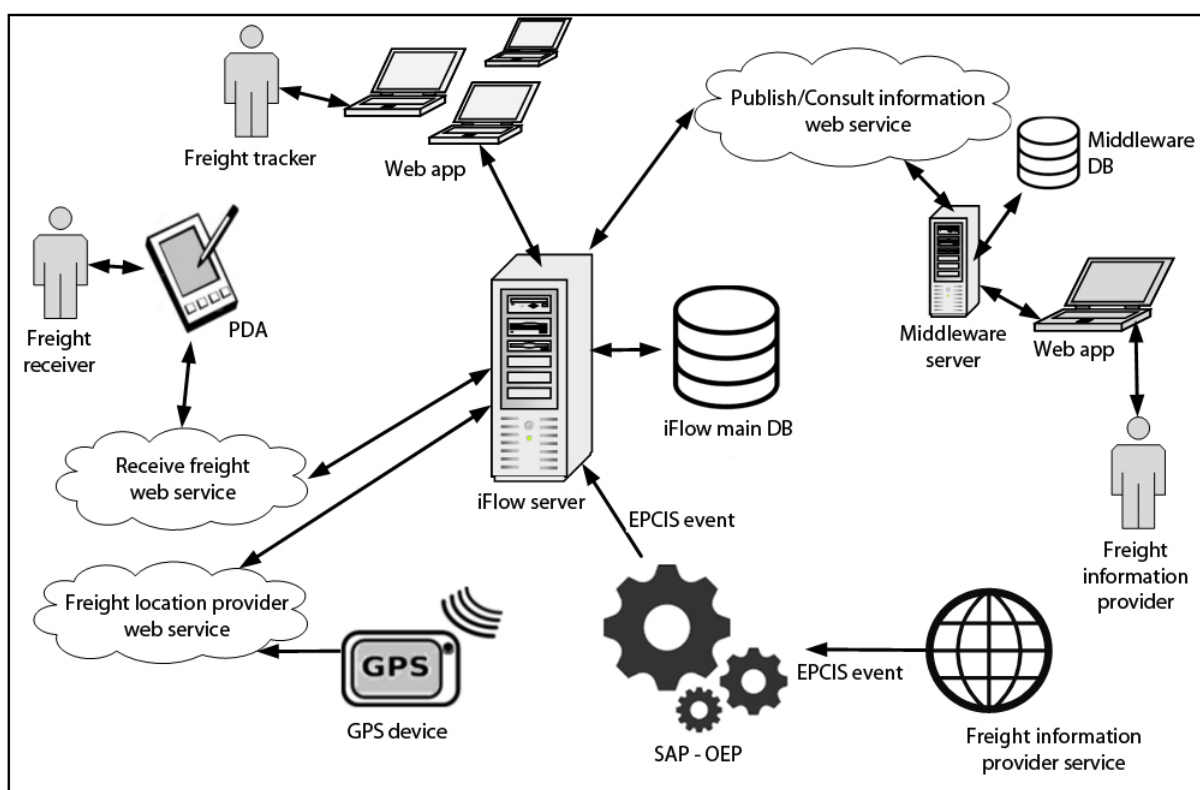 Publish/Consult information
web service
Middleware
DB
Freight tracker
Web app
PDA
Freight
receiver
Middleware
server
Web app
iFlow main DB
Receive freight
web service
iFlow server
EPCIS event
Freight
information
provider
Freight location provider
web service
GPS
GPS device
EPCIS event
SAP - OEP
Freight information
provider service